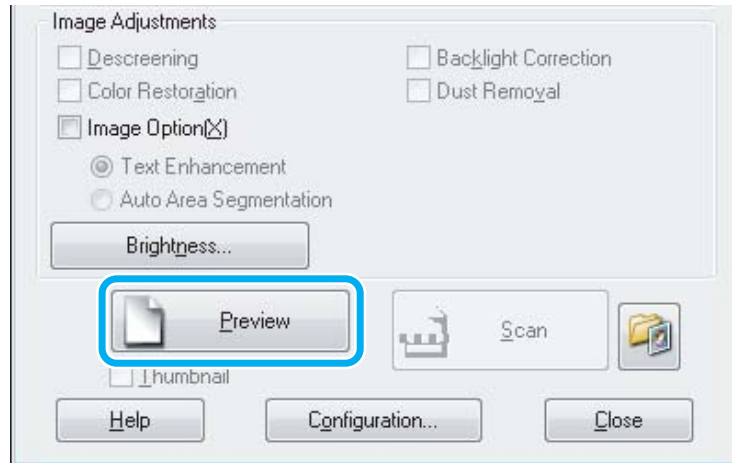 Image Adjustments
Descreening
Backlight Correction
Color Restoration
Dust Removal
Image Option(X)
Text Enhancement
Auto Area Segmentation
Brightness...
Preview
Scan
Thumbnail
Help
Configuration...
Close